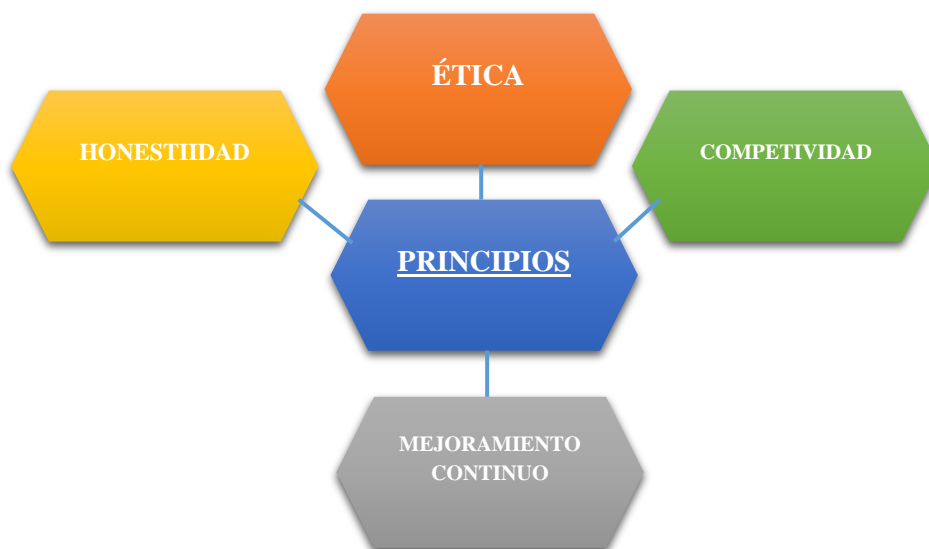 ÉTICA
HONESTIIDAD
COMPETIVIDAD
PRINCIPIOS
MEJORAMIENTO
CONTINUO